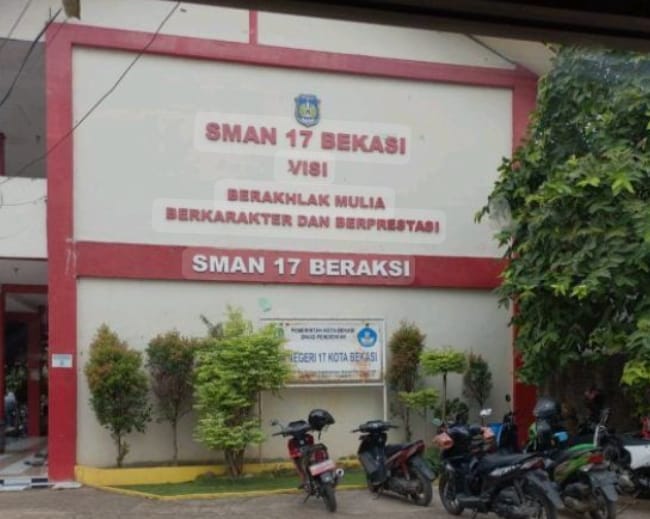 SMAN 17 BEKASI
VISI
BERAKHLAK MULIA
BERKARAKTER DAN BERPRESTASI
SMAN 17 BERAKSI
PEMERINTAH KOTA BEKASI
DINAS PENDIDIKAN
NEGERI 17 KOTA BEKASI